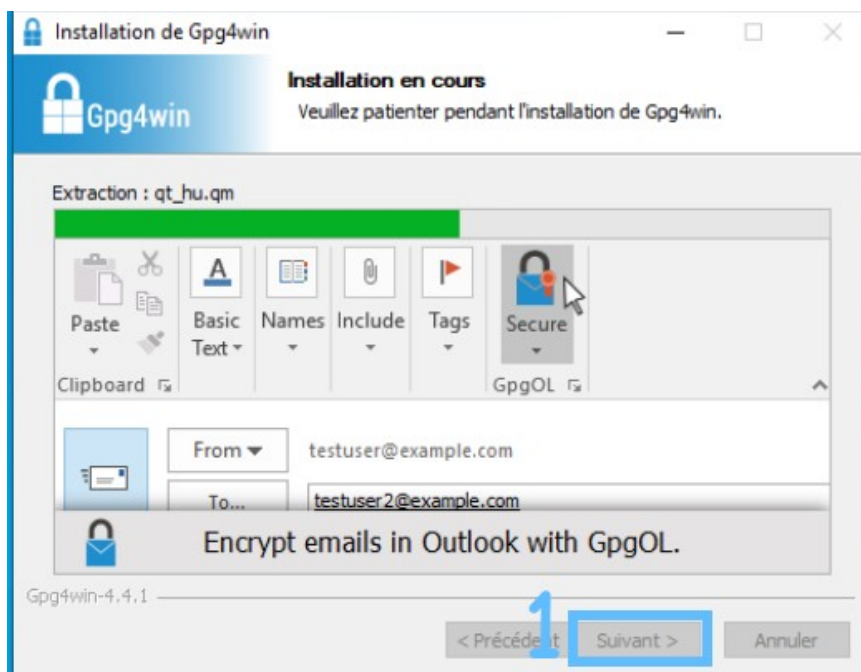 Installation de Gpg4win
Gpg4win
Installation en cours
Veuillez patienter pendant l'installation de Gpg4win.
Extraction : qt_hu.qm
Paste
Basic
Text
Names
Include
Tags
Secure
Clipboard
GpgOL
From
testuser@example.com
To...
testuser2@example.com
Encrypt emails in Outlook with GpgOL.
Gpg4win-4.4.1
1
< Précédent
Suivant >
Annuler